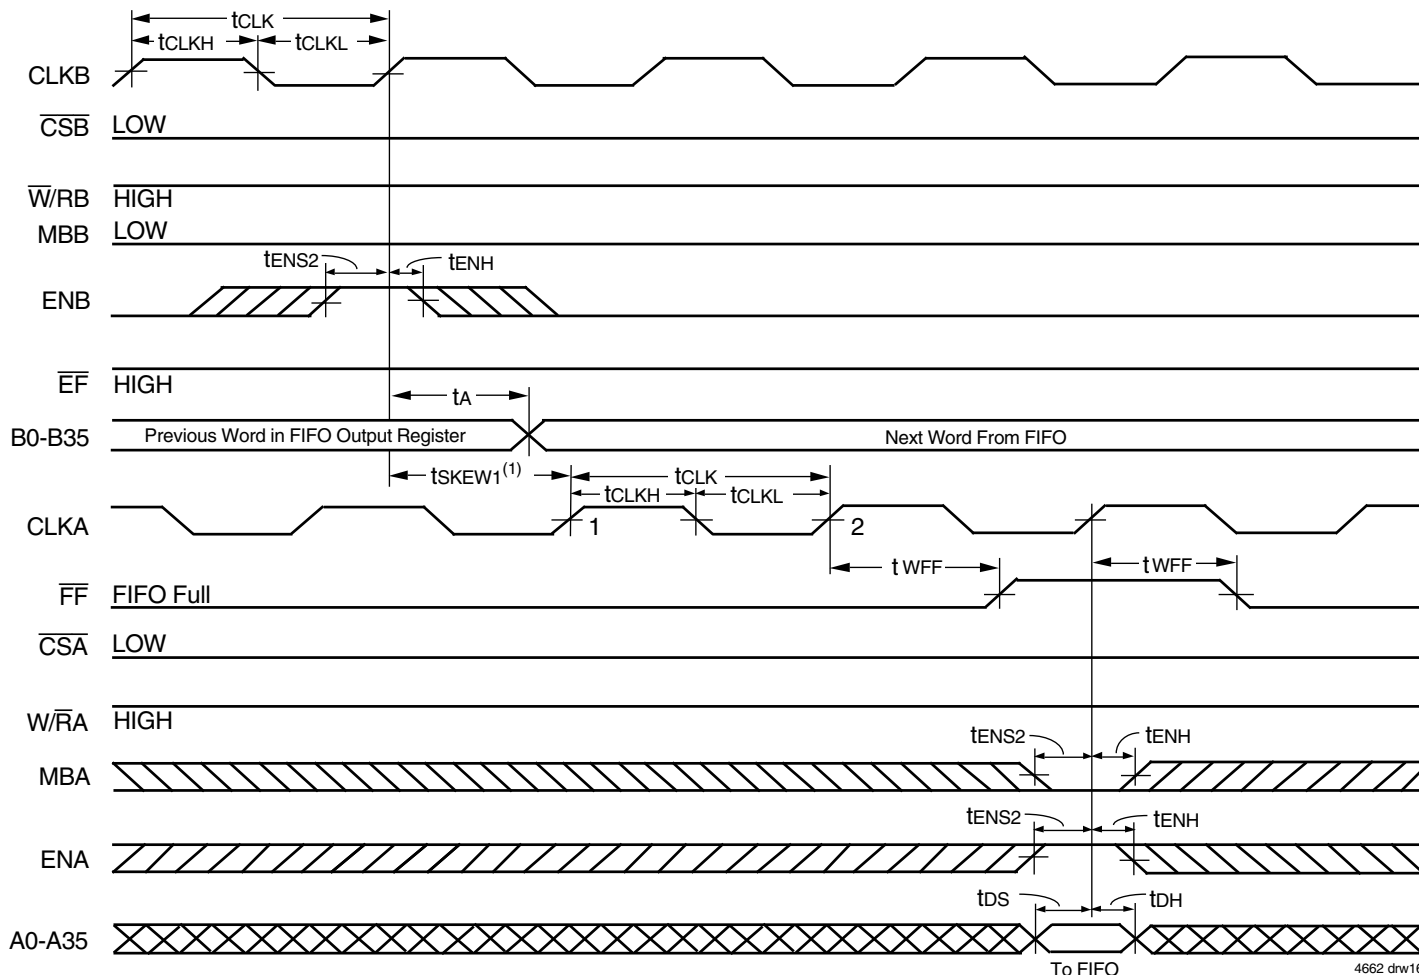 tCLK
tCLKH tCLKL
CLKB
CSB LOW
W/RB HIGH
MBB LOW
tENS2 tENH
ENB
EF HIGH
tA
B0-B35 Previous Word in FIFO Output Register Next Word From FIFO
tSKEW1(1) tCLK
tCLKH tCLKL
CLKA 1 2
tWFF tWFF
FF FIFO Full
CSA LOW
W/RA HIGH
tENS2 tENH
MBA
tENS2 tENH
ENA
tDS tDH
A0-A35
To FIFO 4662 drw16